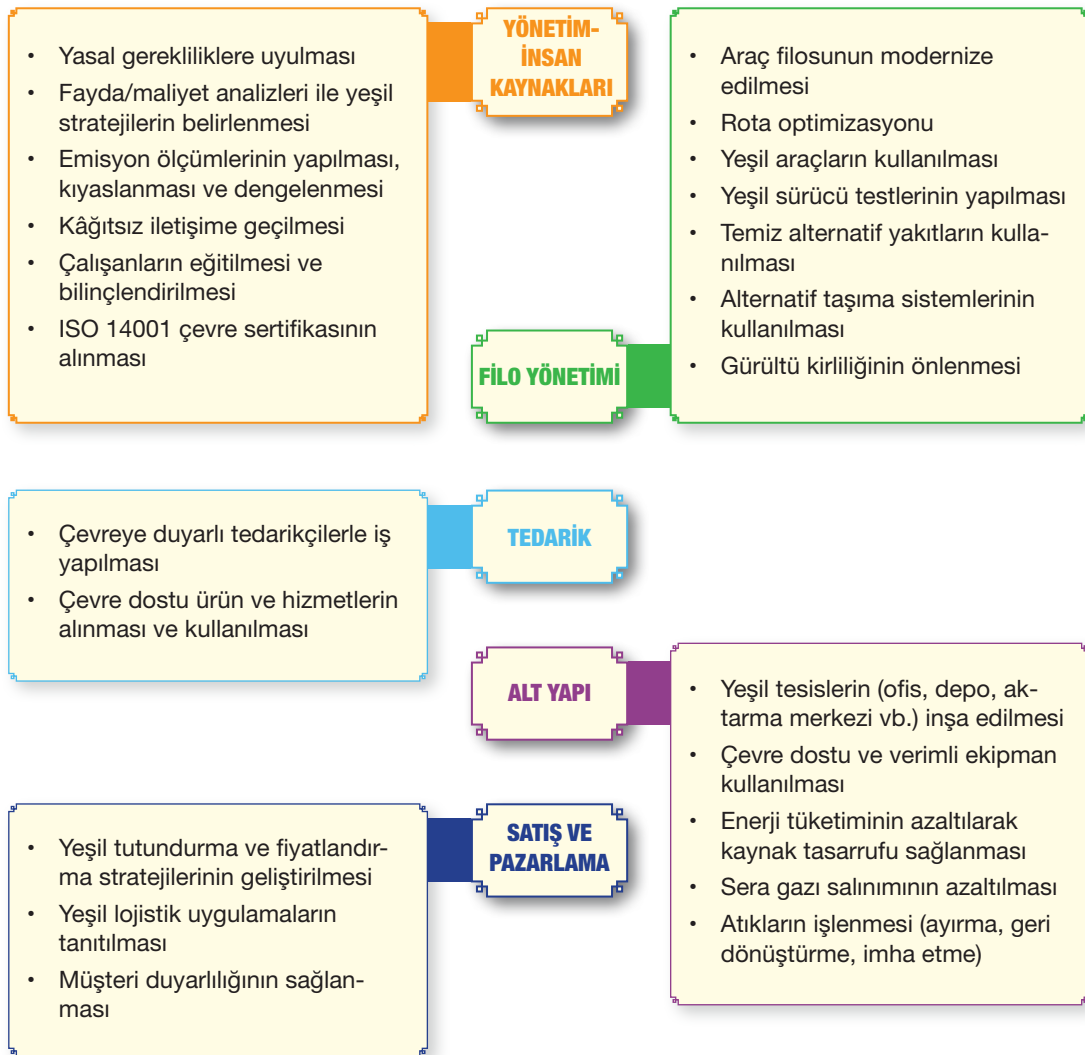 YÖNETİM-
İNSAN
KAYNAKLARI
• Yasal gerekliliklere uyulması
• Fayda/maliyet analizleri ile yeşil
stratejilerin belirlenmesi
• Emisyon ölçümlerinin yapılması,
kıyaslanması ve dengelenmesi
• Kâğıtsız iletişime geçilmesi
• Çalışanların eğitilmesi ve
bilinçlendirilmesi
• ISO 14001 çevre sertifikasının
alınması
FİLO YÖNETİMİ
• Araç filosunun modernize
edilmesi
• Rota optimizasyonu
• Yeşil araçların kullanılması
• Yeşil sürücü testlerinin yapılması
• Temiz alternatif yakıtların kulla-
nılması
• Alternatif taşıma sistemlerinin
kullanılması
• Gürültü kirliliğinin önlenmesi
TEDARİK
• Çevreye duyarlı tedarikçilerle iş
yapılması
• Çevre dostu ürün ve hizmetlerin
alınması ve kullanılması
ALT YAPI
• Yeşil tesislerin (ofis, depo, ak-
tarma merkezi vb.) inşa edilmesi
• Çevre dostu ve verimli ekipman
kullanılması
• Enerji tüketiminin azaltılarak
kaynak tasarrufu sağlanması
• Sera gazı salınımının azaltılması
• Atıkların işlenmesi (ayırma, geri
dönüştürme, imha etme)
SATIŞ VE
PAZARLAMA
• Yeşil tutundurma ve fiyatlandır-
ma stratejilerinin geliştirilmesi
• Yeşil lojistik uygulamaların
tanıtılması
• Müşteri duyarlılığının sağlan-
ması